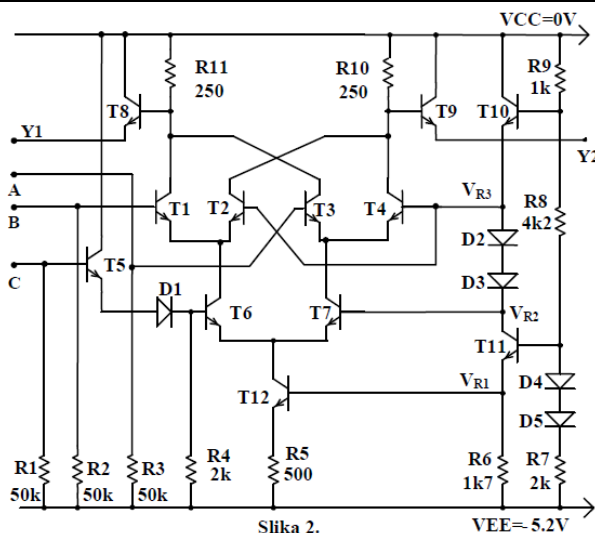 VCC=0V
R11
250
R10
250
R9
1k
T8
T9
T10
Y1
Y2
A
B
C
T1
T2
T3
T4
VR3
R8
4k2
D2
D3
T5
D1
T6
T7
VR2
T11
D4
D5
T12
VR1
R1
50k
R2
50k
R3
50k
R4
2k
R5
500
R6
1k7
R7
2k
Slika 2.
VEE=-5.2V